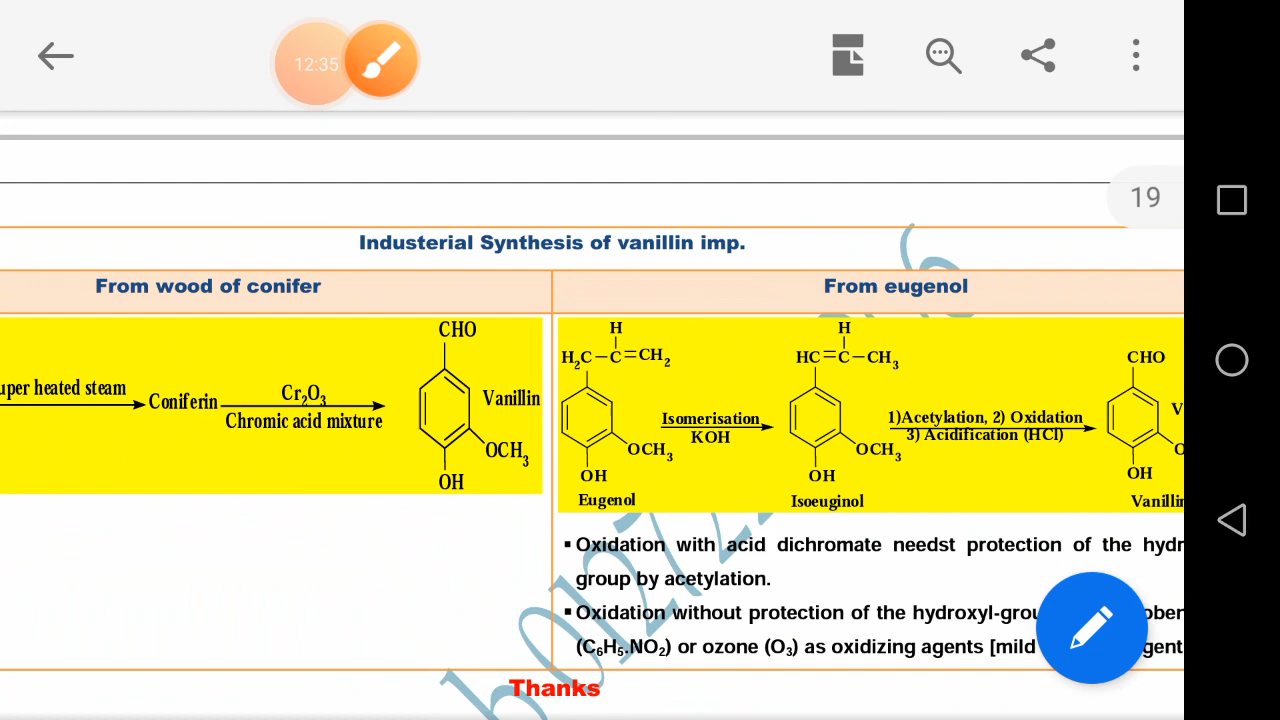 12:35
19
Industerial Synthesis of vanillin imp.
From wood of conifer
From eugenol
uper heated steam
Coniferin
Cr₂O₃
Chromic acid mixture
CHO
Vanillin
OCH₃
OH
H
H₂C–C=CH₂
OCH₃
OH
Eugenol
Isomerisation
KOH
H
HC=C–CH₃
OCH₃
OH
Isoeuginol
1)Acetylation, 2) Oxidation
3) Acidification (HCl)
CHO
V
O
OH
Vanillin
▪ Oxidation with acid dichromate needst protection of the hydr
group by acetylation.
▪ Oxidation without protection of the hydroxyl-grou
(C₆H₅.NO₂) or ozone (O₃) as oxidizing agents [mild gent
Thanks